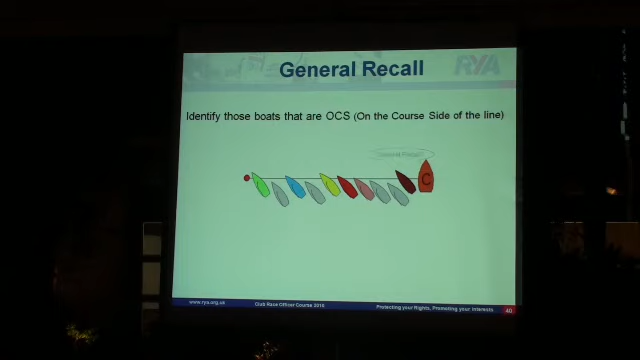 General Recall
RYA
Identify those boats that are OCS (On the Course Side of the line)
General Recall
C
www.rya.org.uk
Club Race Officer Course 2010
Protecting your Rights, Promoting your Interests
40